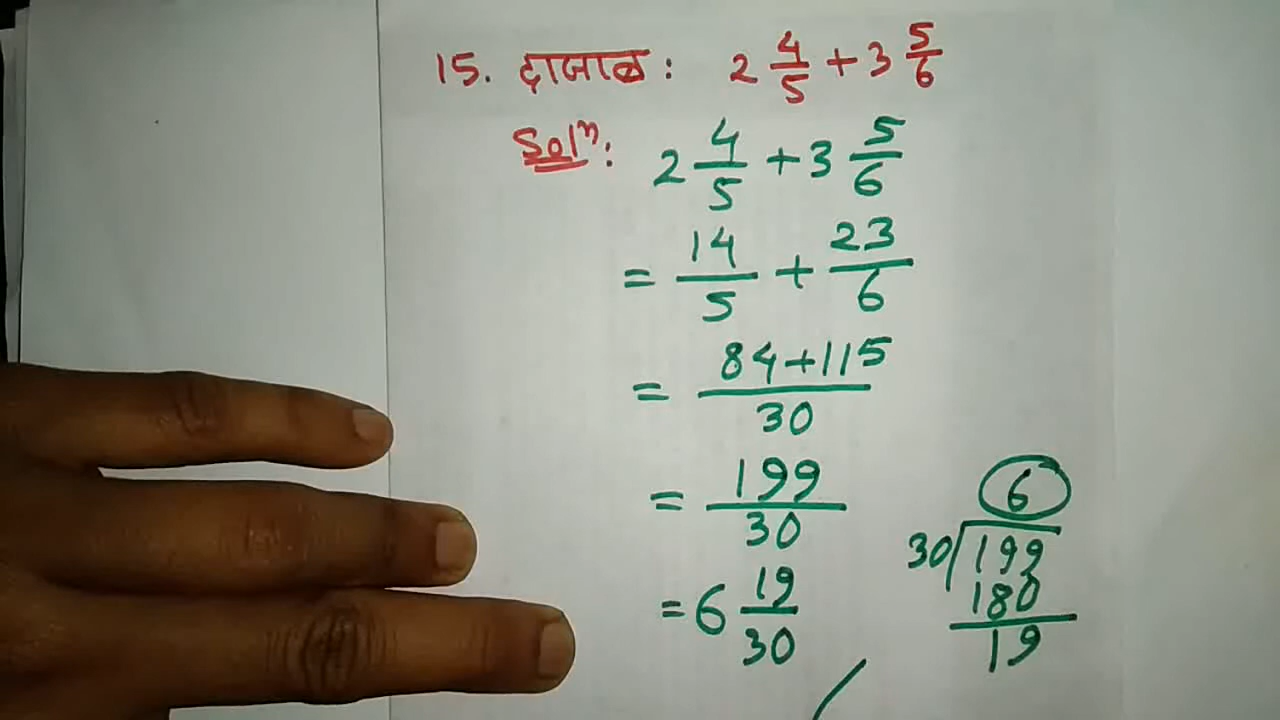 15. दाजाब : 2 4/5 + 3 5/6
Solⁿ: 2 4/5 + 3 5/6
= 14/5 + 23/6
= 84+115/30
= 199/30
= 6 19/30
6
30 199
180
19